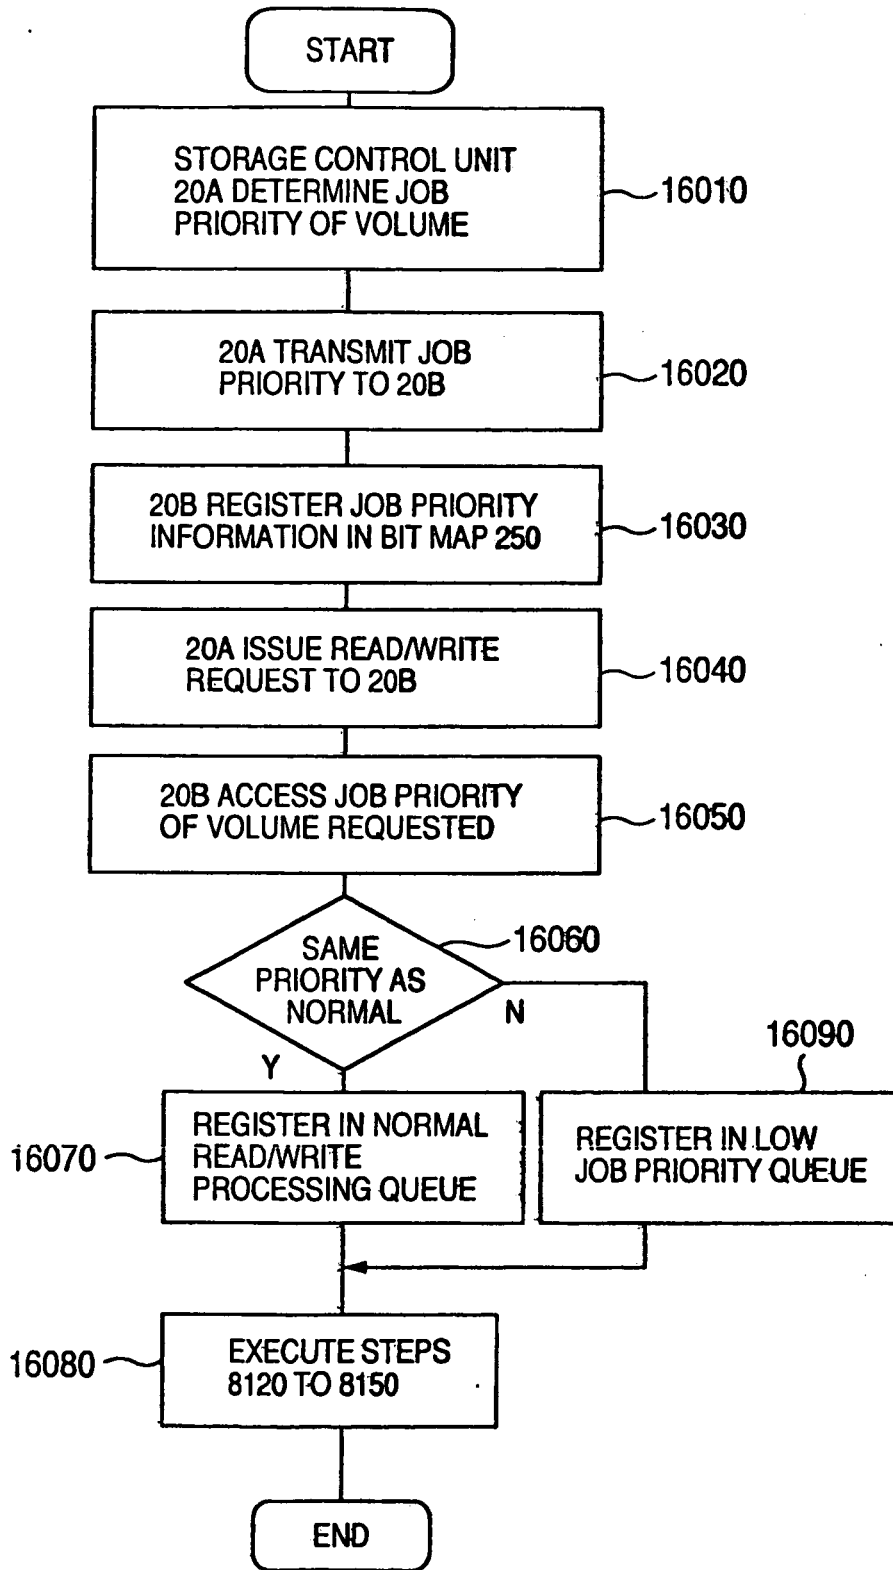 START
STORAGE CONTROL UNIT
20A DETERMINE JOB
PRIORITY OF VOLUME
16010
20A TRANSMIT JOB
PRIORITY TO 20B
16020
20B REGISTER JOB PRIORITY
INFORMATION IN BIT MAP 250
16030
20A ISSUE READ/WRITE
REQUEST TO 20B
16040
20B ACCESS JOB PRIORITY
OF VOLUME REQUESTED
16050
SAME
PRIORITY AS
NORMAL
16060
N
Y
16090
REGISTER IN NORMAL
READ/WRITE
PROCESSING QUEUE
16070
REGISTER IN LOW
JOB PRIORITY QUEUE
EXECUTE STEPS
8120 TO 8150
16080
END